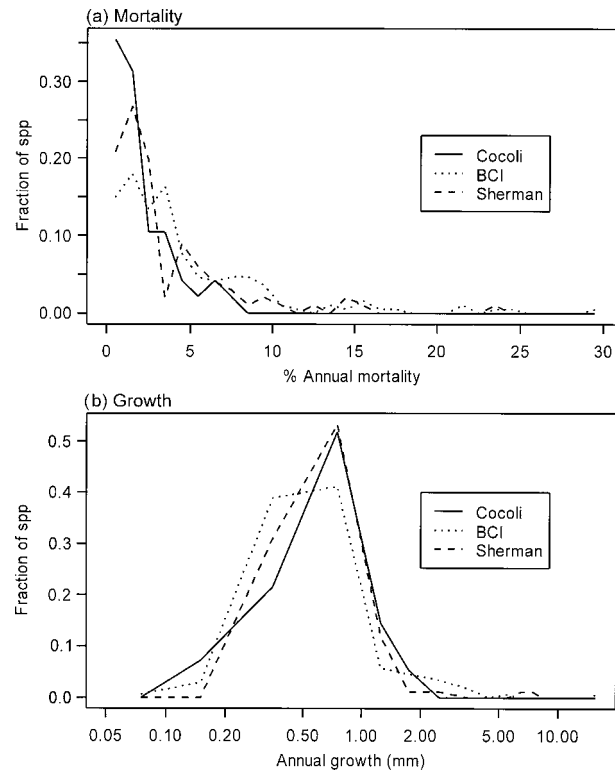 (a) Mortality
Fraction of spp
0.30
0.20
0.10
0.00
Cocoli
BCI
Sherman
0 5 10 15 20 25 30
% Annual mortality
(b) Growth
Fraction of spp
0.5
0.4
0.3
0.2
0.1
0.0
Cocoli
BCI
Sherman
0.05 0.10 0.20 0.50 1.00 2.00 5.00 10.00
Annual growth (mm)